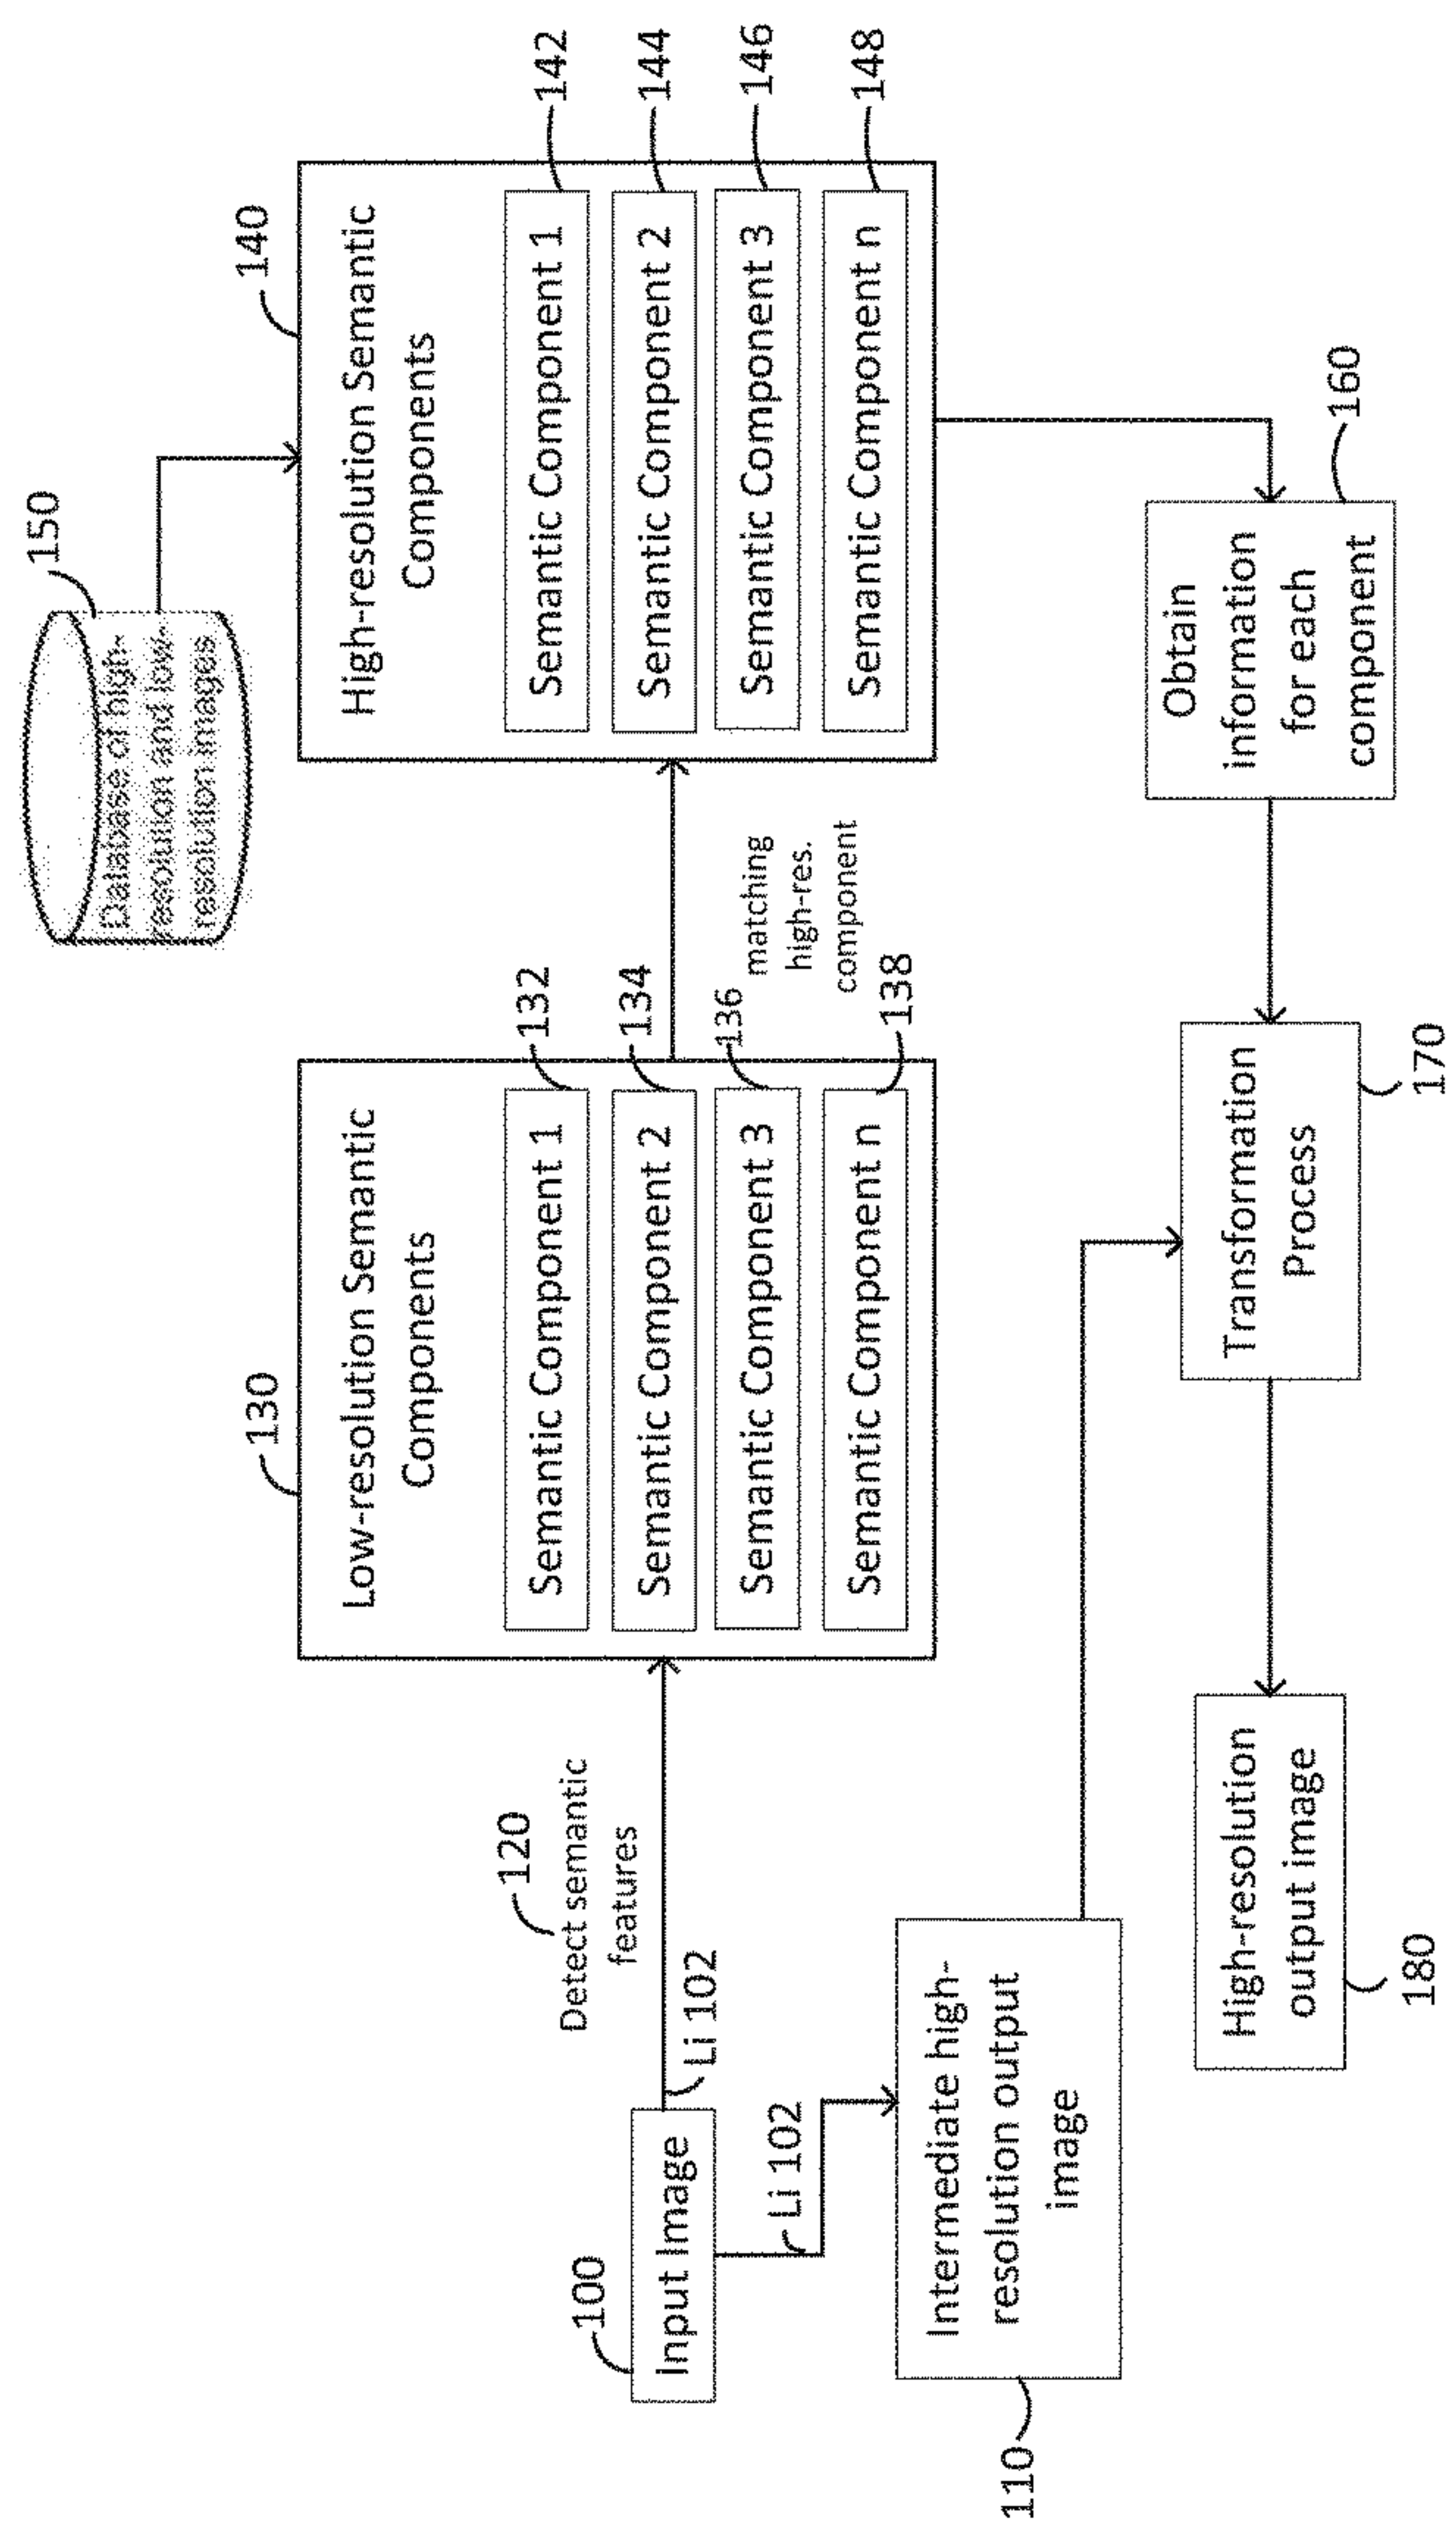 150
Database of high-
resolution and low-
resolution images
130
Low-resolution Semantic
Components
Semantic Component 1
132
Semantic Component 2
134
Semantic Component 3
136
Semantic Component n
138
matching
high-res.
component
140
High-resolution Semantic
Components
Semantic Component 1
142
Semantic Component 2
144
Semantic Component 3
146
Semantic Component n
148
120
Detect semantic
features
100
Input Image
Li 102
Li 102
110
Intermediate high-
resolution output
image
180
High-resolution
output image
Transformation
Process
170
Obtain
information
for each
component
160